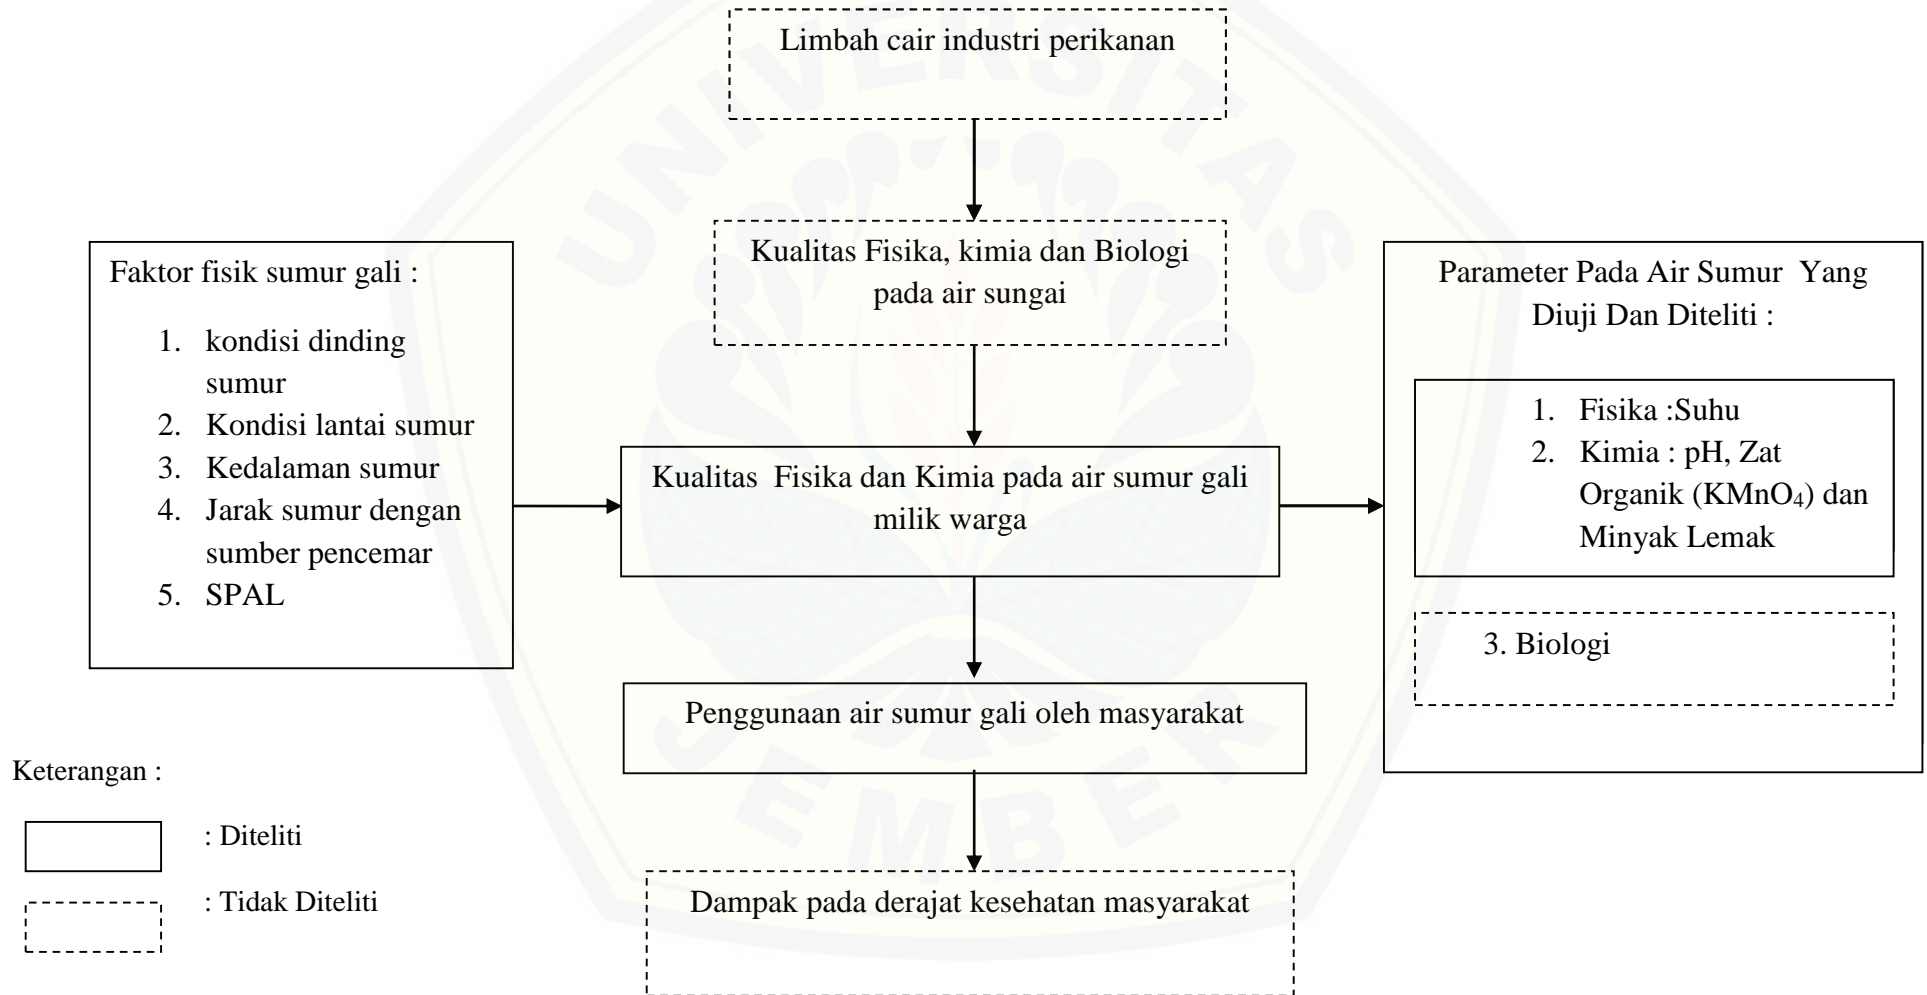 Limbah cair industri perikanan
Kualitas Fisika, kimia dan Biologi
pada air sungai
Faktor fisik sumur gali :
1. kondisi dinding
sumur
2. Kondisi lantai sumur
3. Kedalaman sumur
4. Jarak sumur dengan
sumber pencemar
5. SPAL
Kualitas Fisika dan Kimia pada air sumur gali
milik warga
Parameter Pada Air Sumur Yang
Diuji Dan Diteliti :
1. Fisika :Suhu
2. Kimia : pH, Zat
Organik (KMnO₄) dan
Minyak Lemak
3. Biologi
Penggunaan air sumur gali oleh masyarakat
Dampak pada derajat kesehatan masyarakat
Keterangan :
: Diteliti
: Tidak Diteliti
UNIVERSITAS
JEMBER